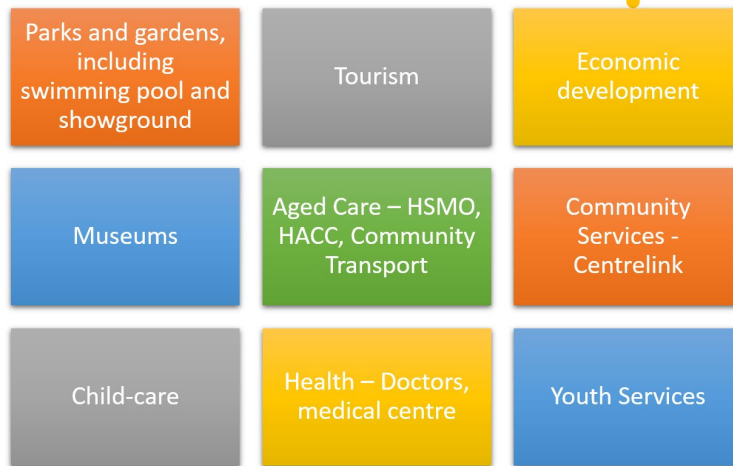 Parks and gardens,
including
swimming pool and
showground
Tourism
Economic
development
Museums
Aged Care – HSMO,
HACC, Community
Transport
Community
Services -
Centrelink
Child-care
Health – Doctors,
medical centre
Youth Services